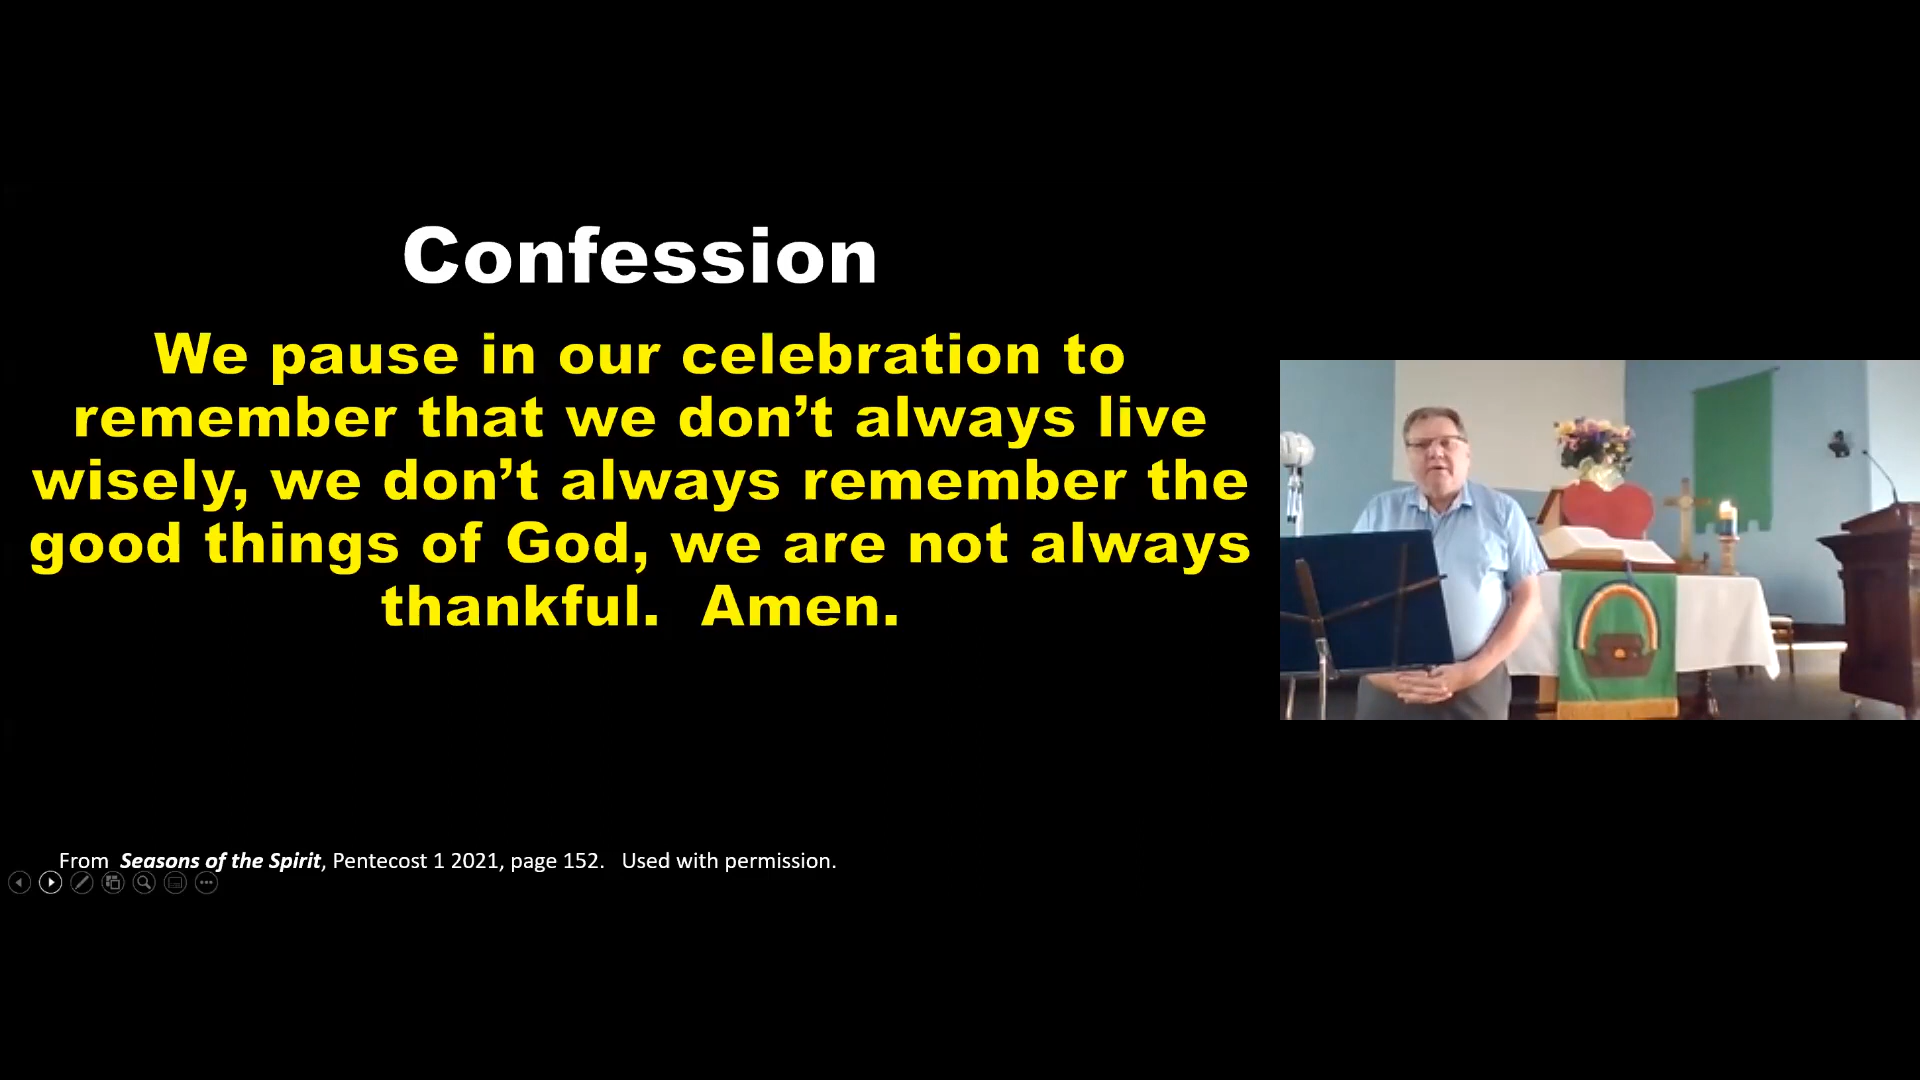 Confession
We pause in our celebration to
remember that we don’t always live
wisely, we don’t always remember the
good things of God, we are not always
thankful.  Amen.
From  Seasons of the Spirit, Pentecost 1 2021, page 152.   Used with permission.